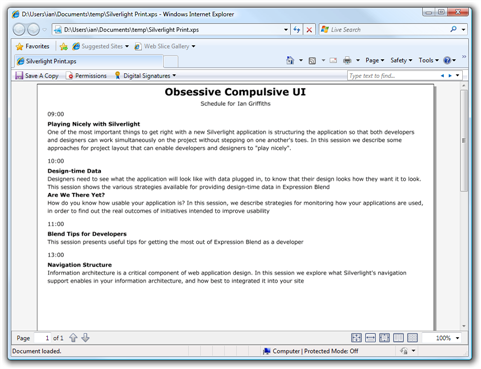 D:\Users\ian\Documents\temp\Silverlight Print.xps - Windows Internet Explorer
D:\Users\ian\Documents\temp\Silverlight Print.xps
Live Search
Favorites
Suggested Sites
Web Slice Gallery
Silverlight Print.xps
Page
Safety
Tools
Save A Copy
Permissions
Digital Signatures
Type text to find...
Obsessive Compulsive UI
Schedule for Ian Griffiths
09:00
Playing Nicely with Silverlight
One of the most important things to get right with a new Silverlight application is structuring the application so that both developers
and designers can work simultaneously on the project without stepping on one another's toes. In this session we describe some
approaches for project layout that can enable developers and designers to "play nicely".
10:00
Design-time Data
Designers need to see what the application will look like with data plugged in, to know that their design looks how they want it to look.
This session shows the various strategies available for providing design-time data in Expression Blend
Are We There Yet?
How do you know how usable your application is? In this session, we describe strategies for monitoring how your applications are used,
in order to find out the real outcomes of initiatives intended to improve usability
11:00
Blend Tips for Developers
This session presents useful tips for getting the most out of Expression Blend as a developer
13:00
Navigation Structure
Information architecture is a critical component of web application design. In this session we explore what Silverlight's navigation
support enables in your information architecture, and how best to integrated it into your site
Page 1 of 1
Document loaded.
Computer | Protected Mode: Off
100%